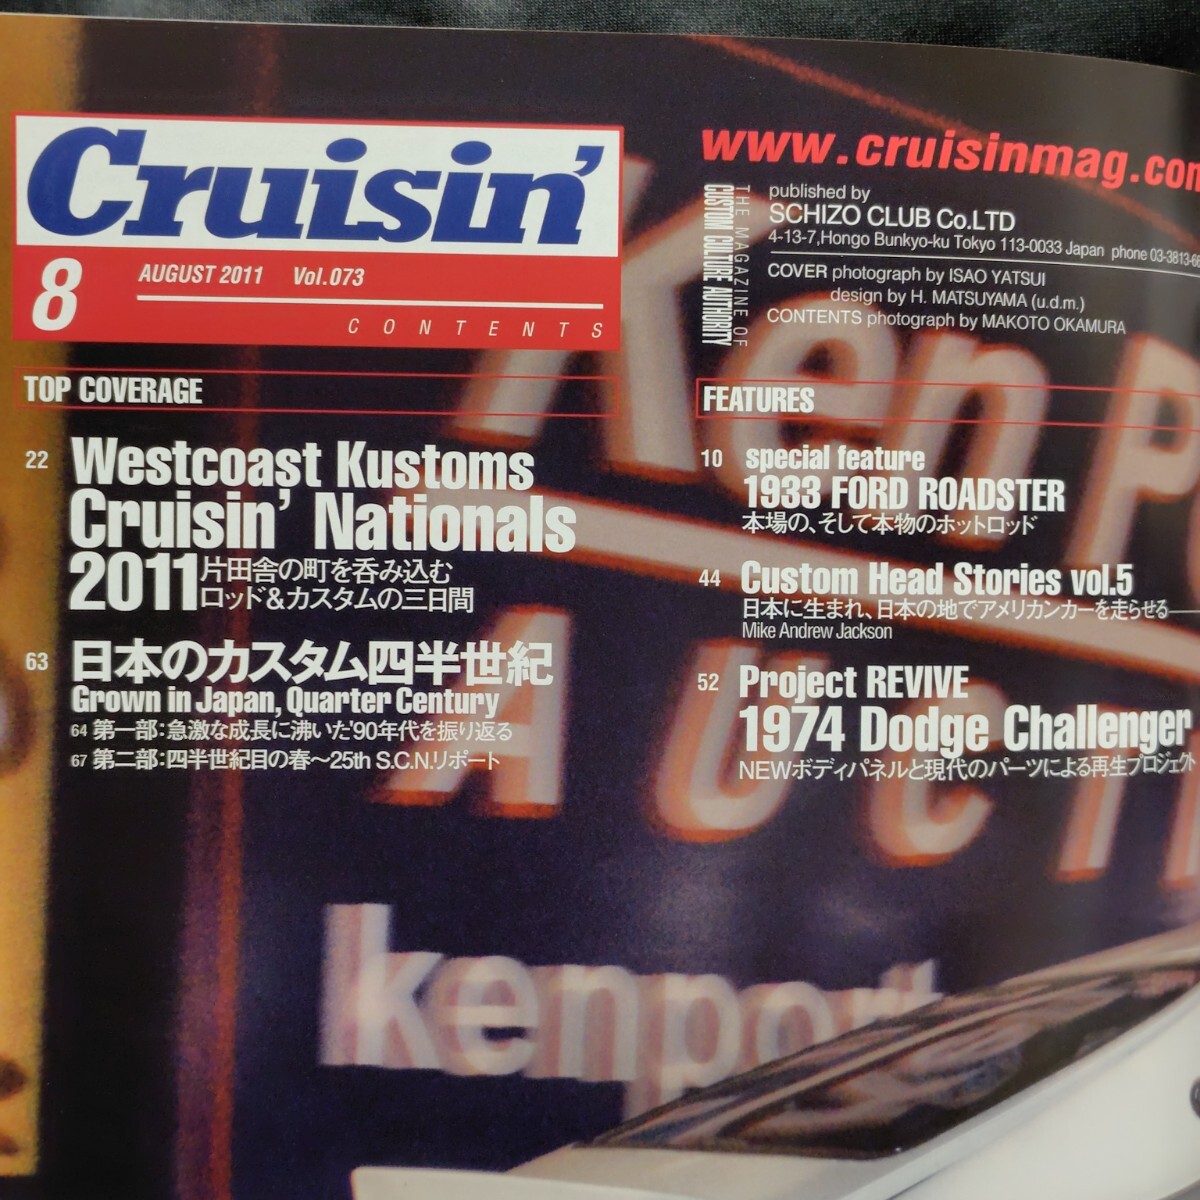 Cruisin'
8
AUGUST 2011 Vol.073
CONTENTS
TOP COVERAGE
22 Westcoast Kustoms
Cruisin' Nationals
2011 片田舎の町を呑み込む
ロッド&カスタムの三日間
63 日本のカスタム四半世紀
Grown in Japan, Quarter Century
64 第一部:急激な成長に沸いた'90年代を振り返る
67 第二部:四半世紀目の春〜25th S.C.N.リポート
www.cruisinmag.com
THE MAGAZINE OF
CUSTOM CULTURE AUTHORITY
published by
SCHIZO CLUB Co.LTD
4-13-7,Hongo Bunkyo-ku Tokyo 113-0033 Japan phone 03-3813-66
COVER photograph by ISAO YATSUI
design by H. MATSUYAMA (u.d.m.)
CONTENTS photograph by MAKOTO OKAMURA
FEATURES
10 special feature
1933 FORD ROADSTER
本場の、そして本物のホットロッド
44 Custom Head Stories vol.5
日本に生まれ、日本の地でアメリカンカーを走らせる—
Mike Andrew Jackson
52 Project REVIVE
1974 Dodge Challenger
NEWボディパネルと現代のパーツによる再生プロジェクト
Ken Po
AUCTI
kenport